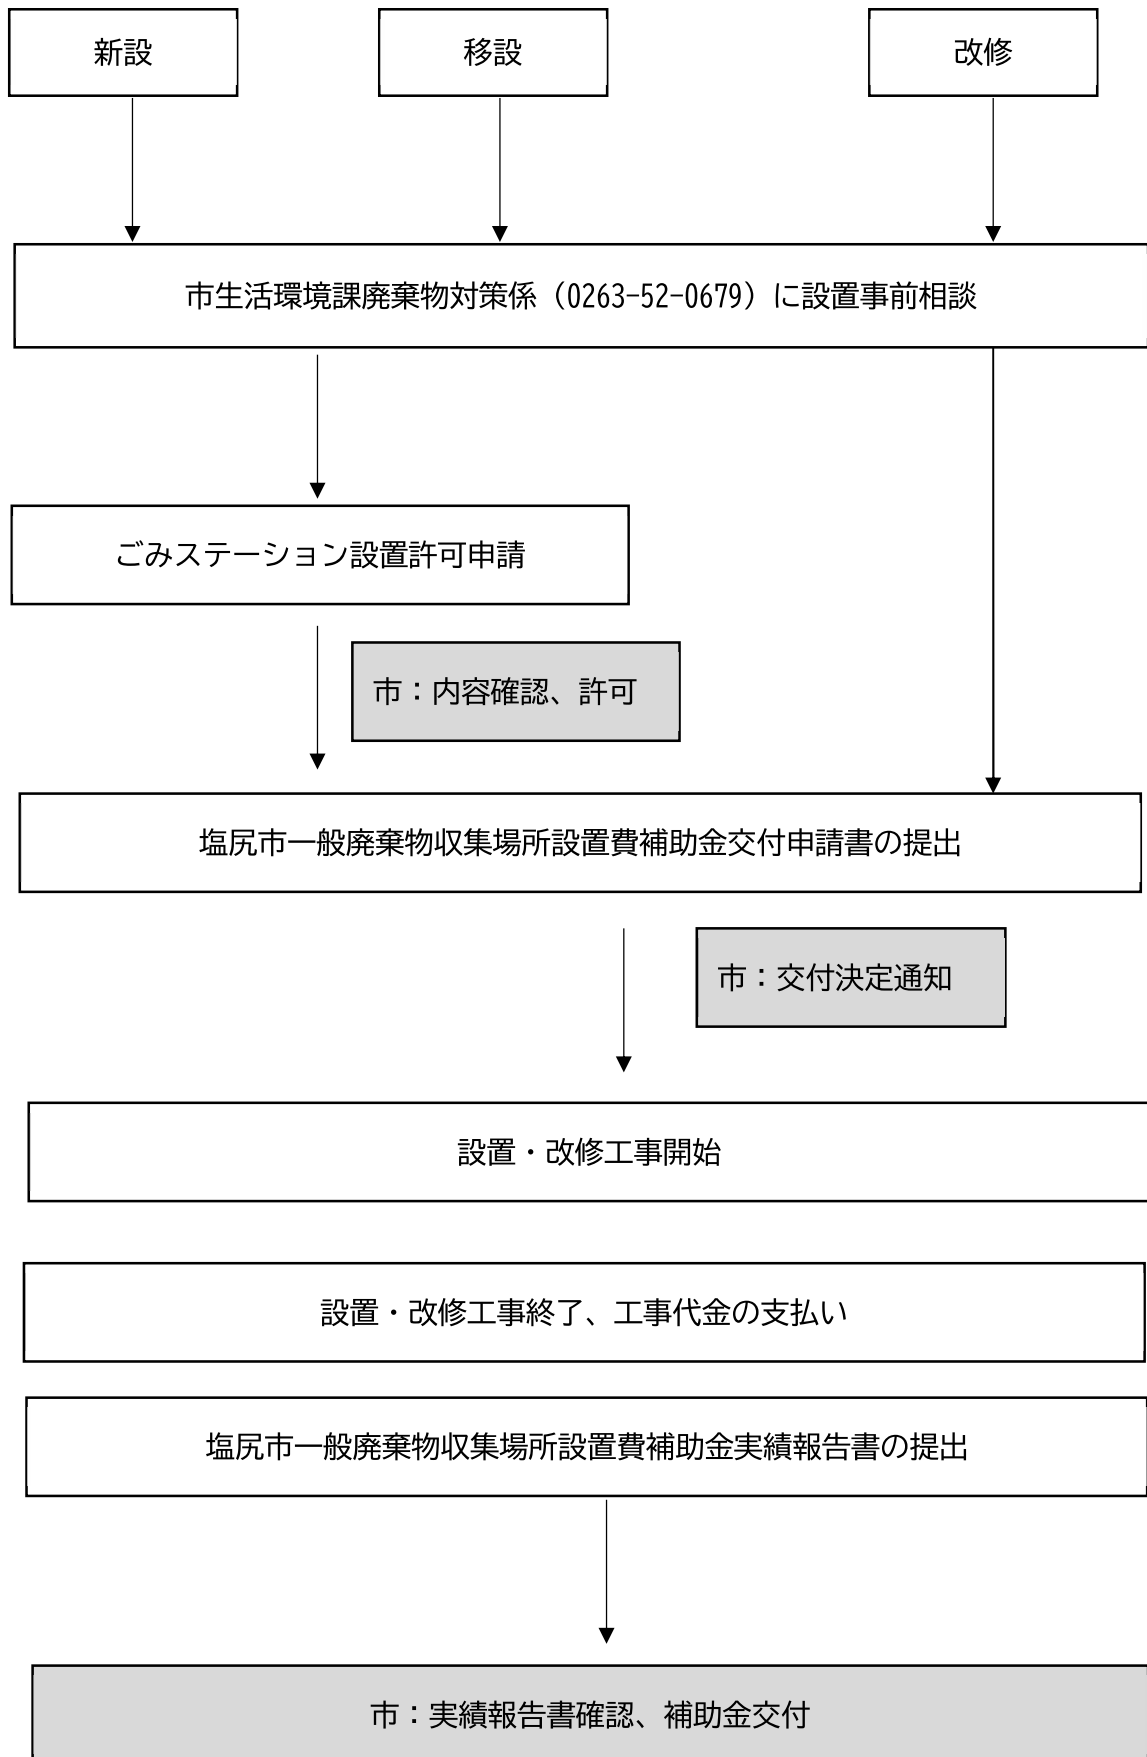 新設
移設
改修
市生活環境課廃棄物対策係（0263-52-0679）に設置事前相談
ごみステーション設置許可申請
市：内容確認、許可
塩尻市一般廃棄物収集場所設置費補助金交付申請書の提出
市：交付決定通知
設置・改修工事開始
設置・改修工事終了、工事代金の支払い
塩尻市一般廃棄物収集場所設置費補助金実績報告書の提出
市：実績報告書確認、補助金交付